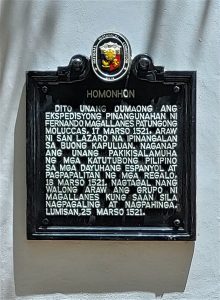 HOMONHON
DITO UNANG DUMAONG ANG
EKSPEDISYONG PINANGUNAHAN NI
FERNANDO MAGALLANES PATUNGONG
MOLUCCAS, 17 MARSO 1521, ARAW
NI SAN LAZARO NA IPINANGALAN
SA BUONG KAPULUAN. NAGANAP
ANG UNANG PAKIKISALAMUHA
NG MGA KATUTUBONG PILIPINO
SA MGA DAYUHANG ESPANYOL AT
PAGPAPALITAN NG MGA REGALO,
18 MARSO 1521. NAGTAGAL NANG
WALONG ARAW ANG GRUPO NI
MAGALLANES KUNG SAAN SILA
NAGPAGALING AT NAGPAHINGA.
LUMISAN, 25 MARSO 1521.